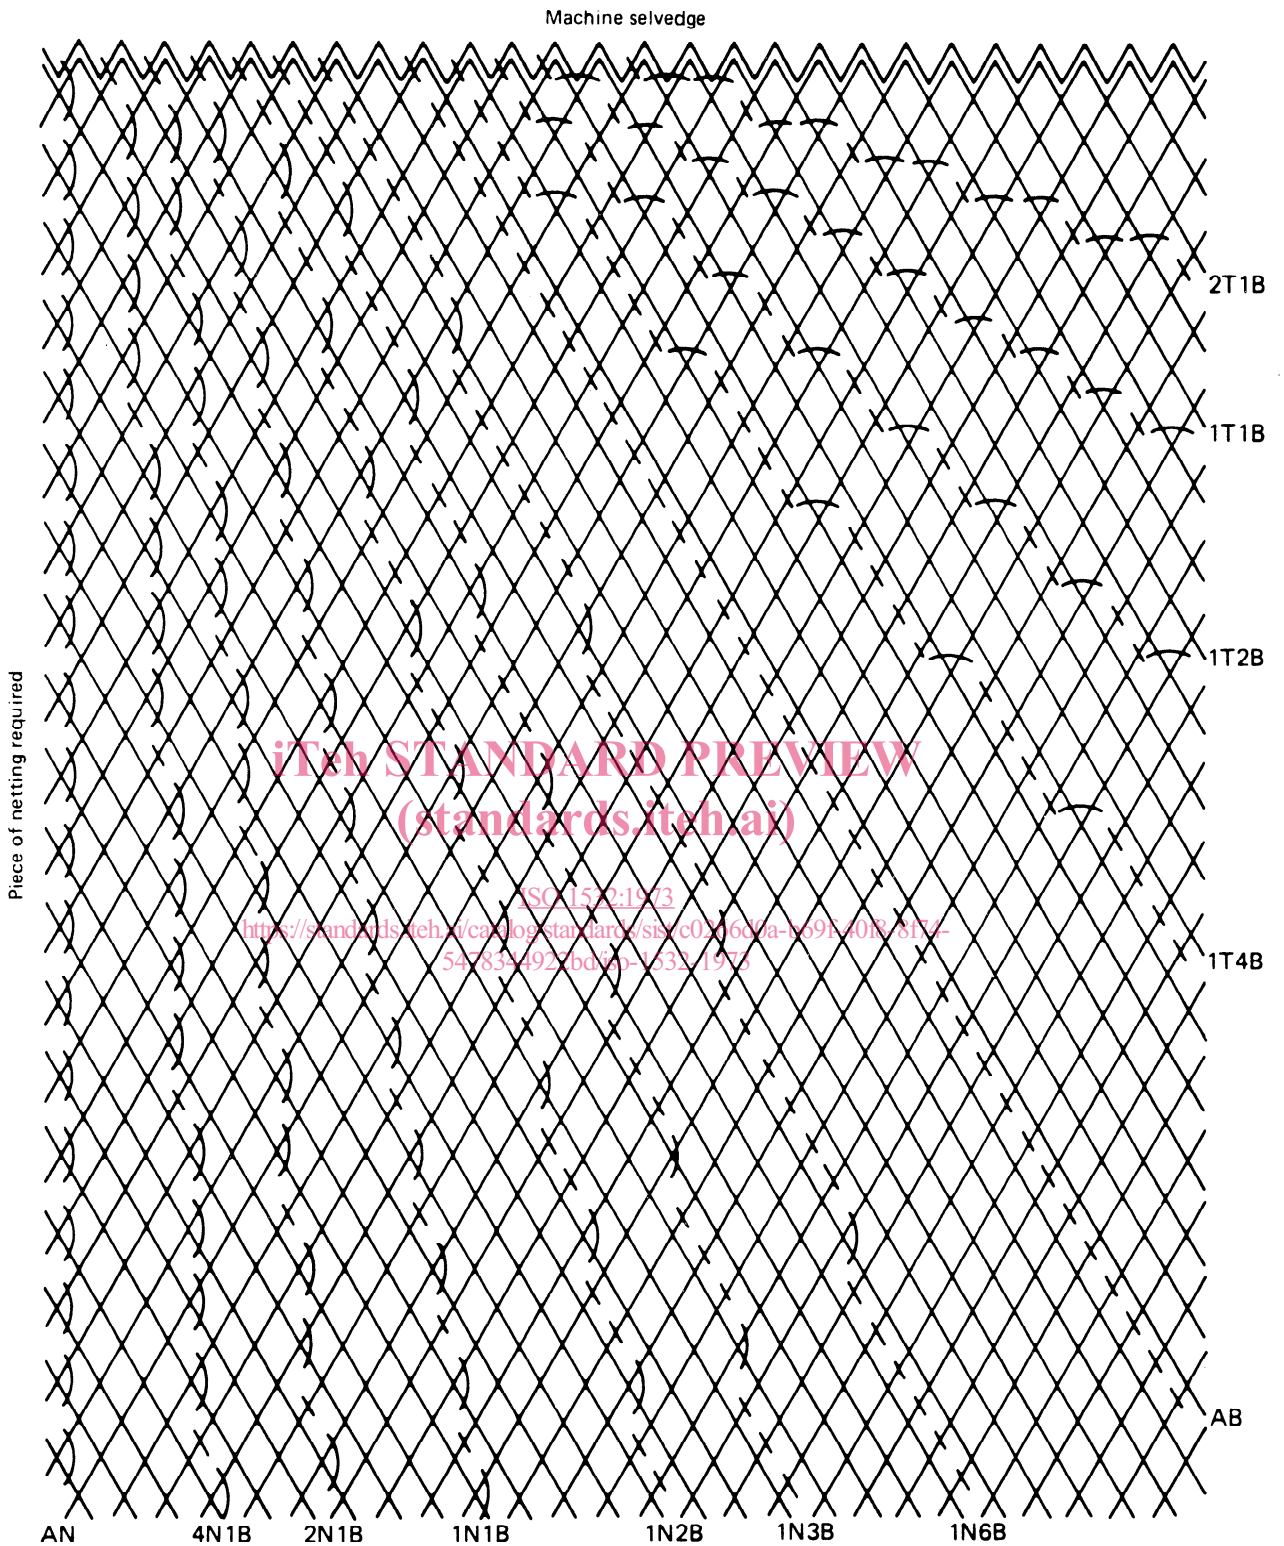 Machine selvedge
2T1B
1T1B
1T2B
Piece of netting required
iTeh STANDARD PREVIEW
(standards.iteh.ai)
ISO 1532:1973
https://standards.iteh.ai/catalog/standards/sist/c0266d0a-b69f-40f8-8f74-
5478344922bd/iso-1532-1973
1T4B
AB
AN 4N1B 2N1B 1N1B 1N2B 1N3B 1N6B